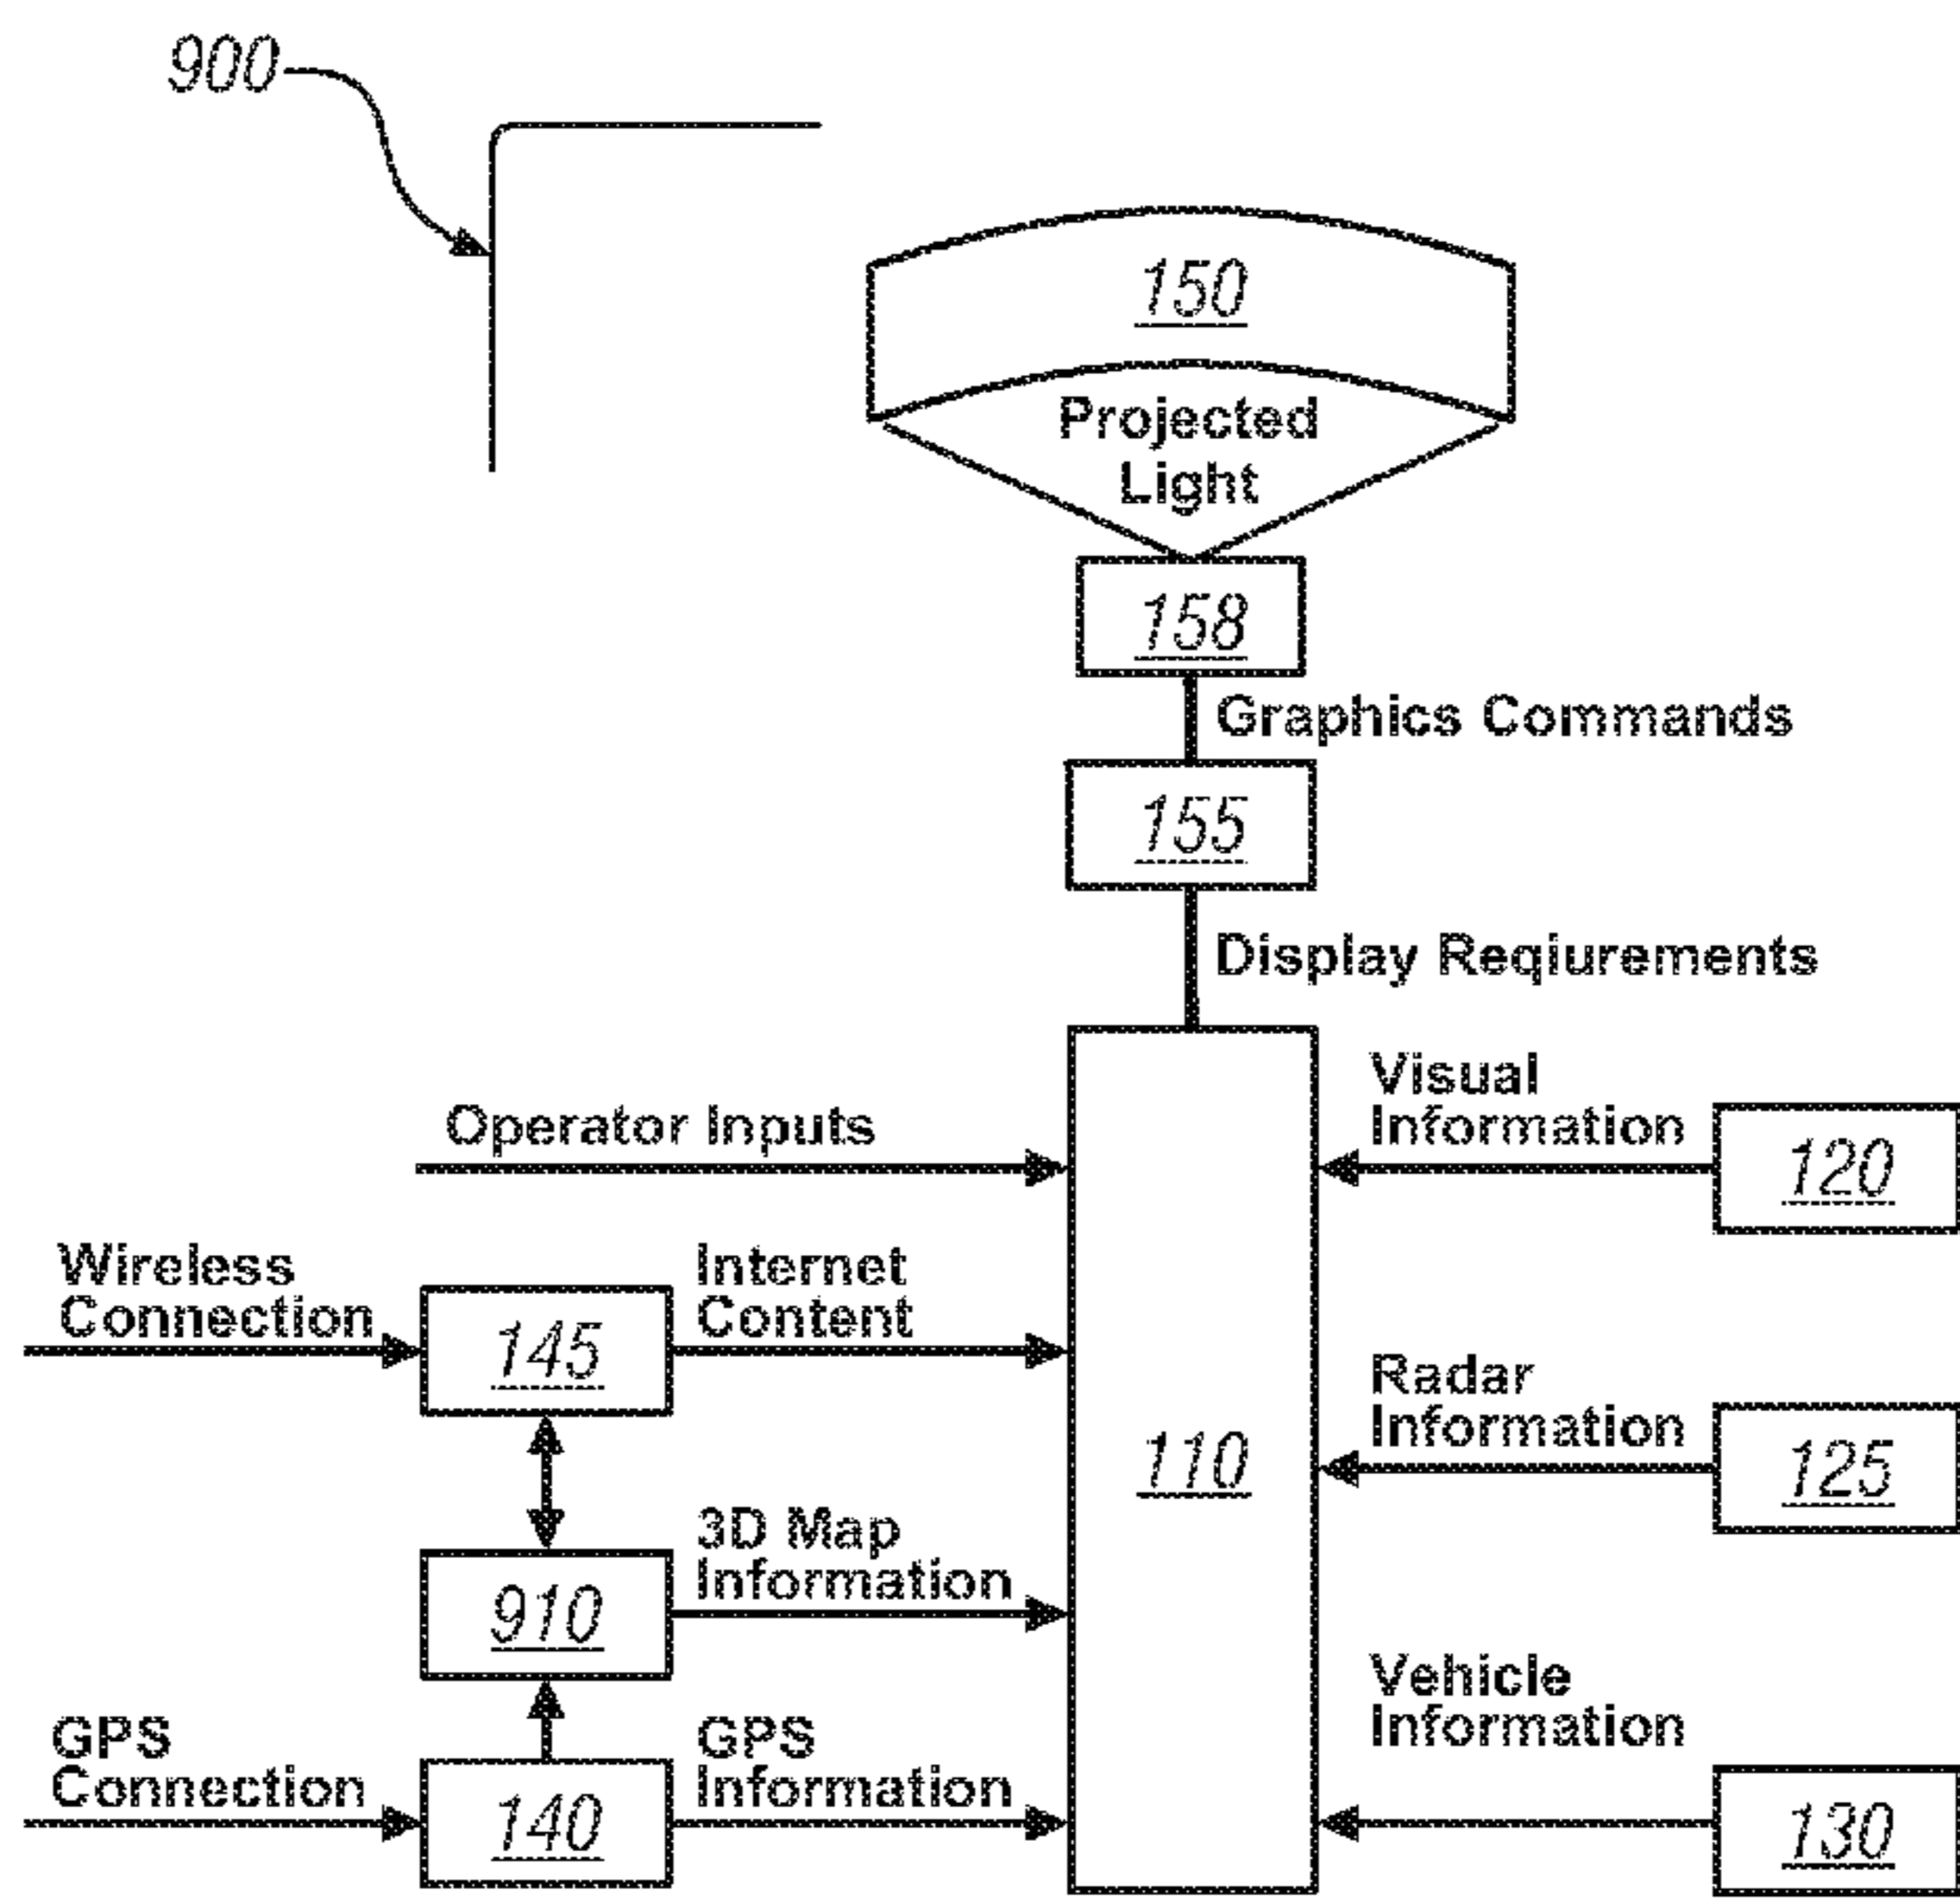 900
150
Projected
Light
158
Graphics Commands
155
Display Reqiurements
Operator Inputs
Visual
Information
120
Wireless
Connection
145
Internet
Content
110
Radar
Information
125
910
3D Map
Information
GPS
Connection
140
GPS
Information
Vehicle
Information
130